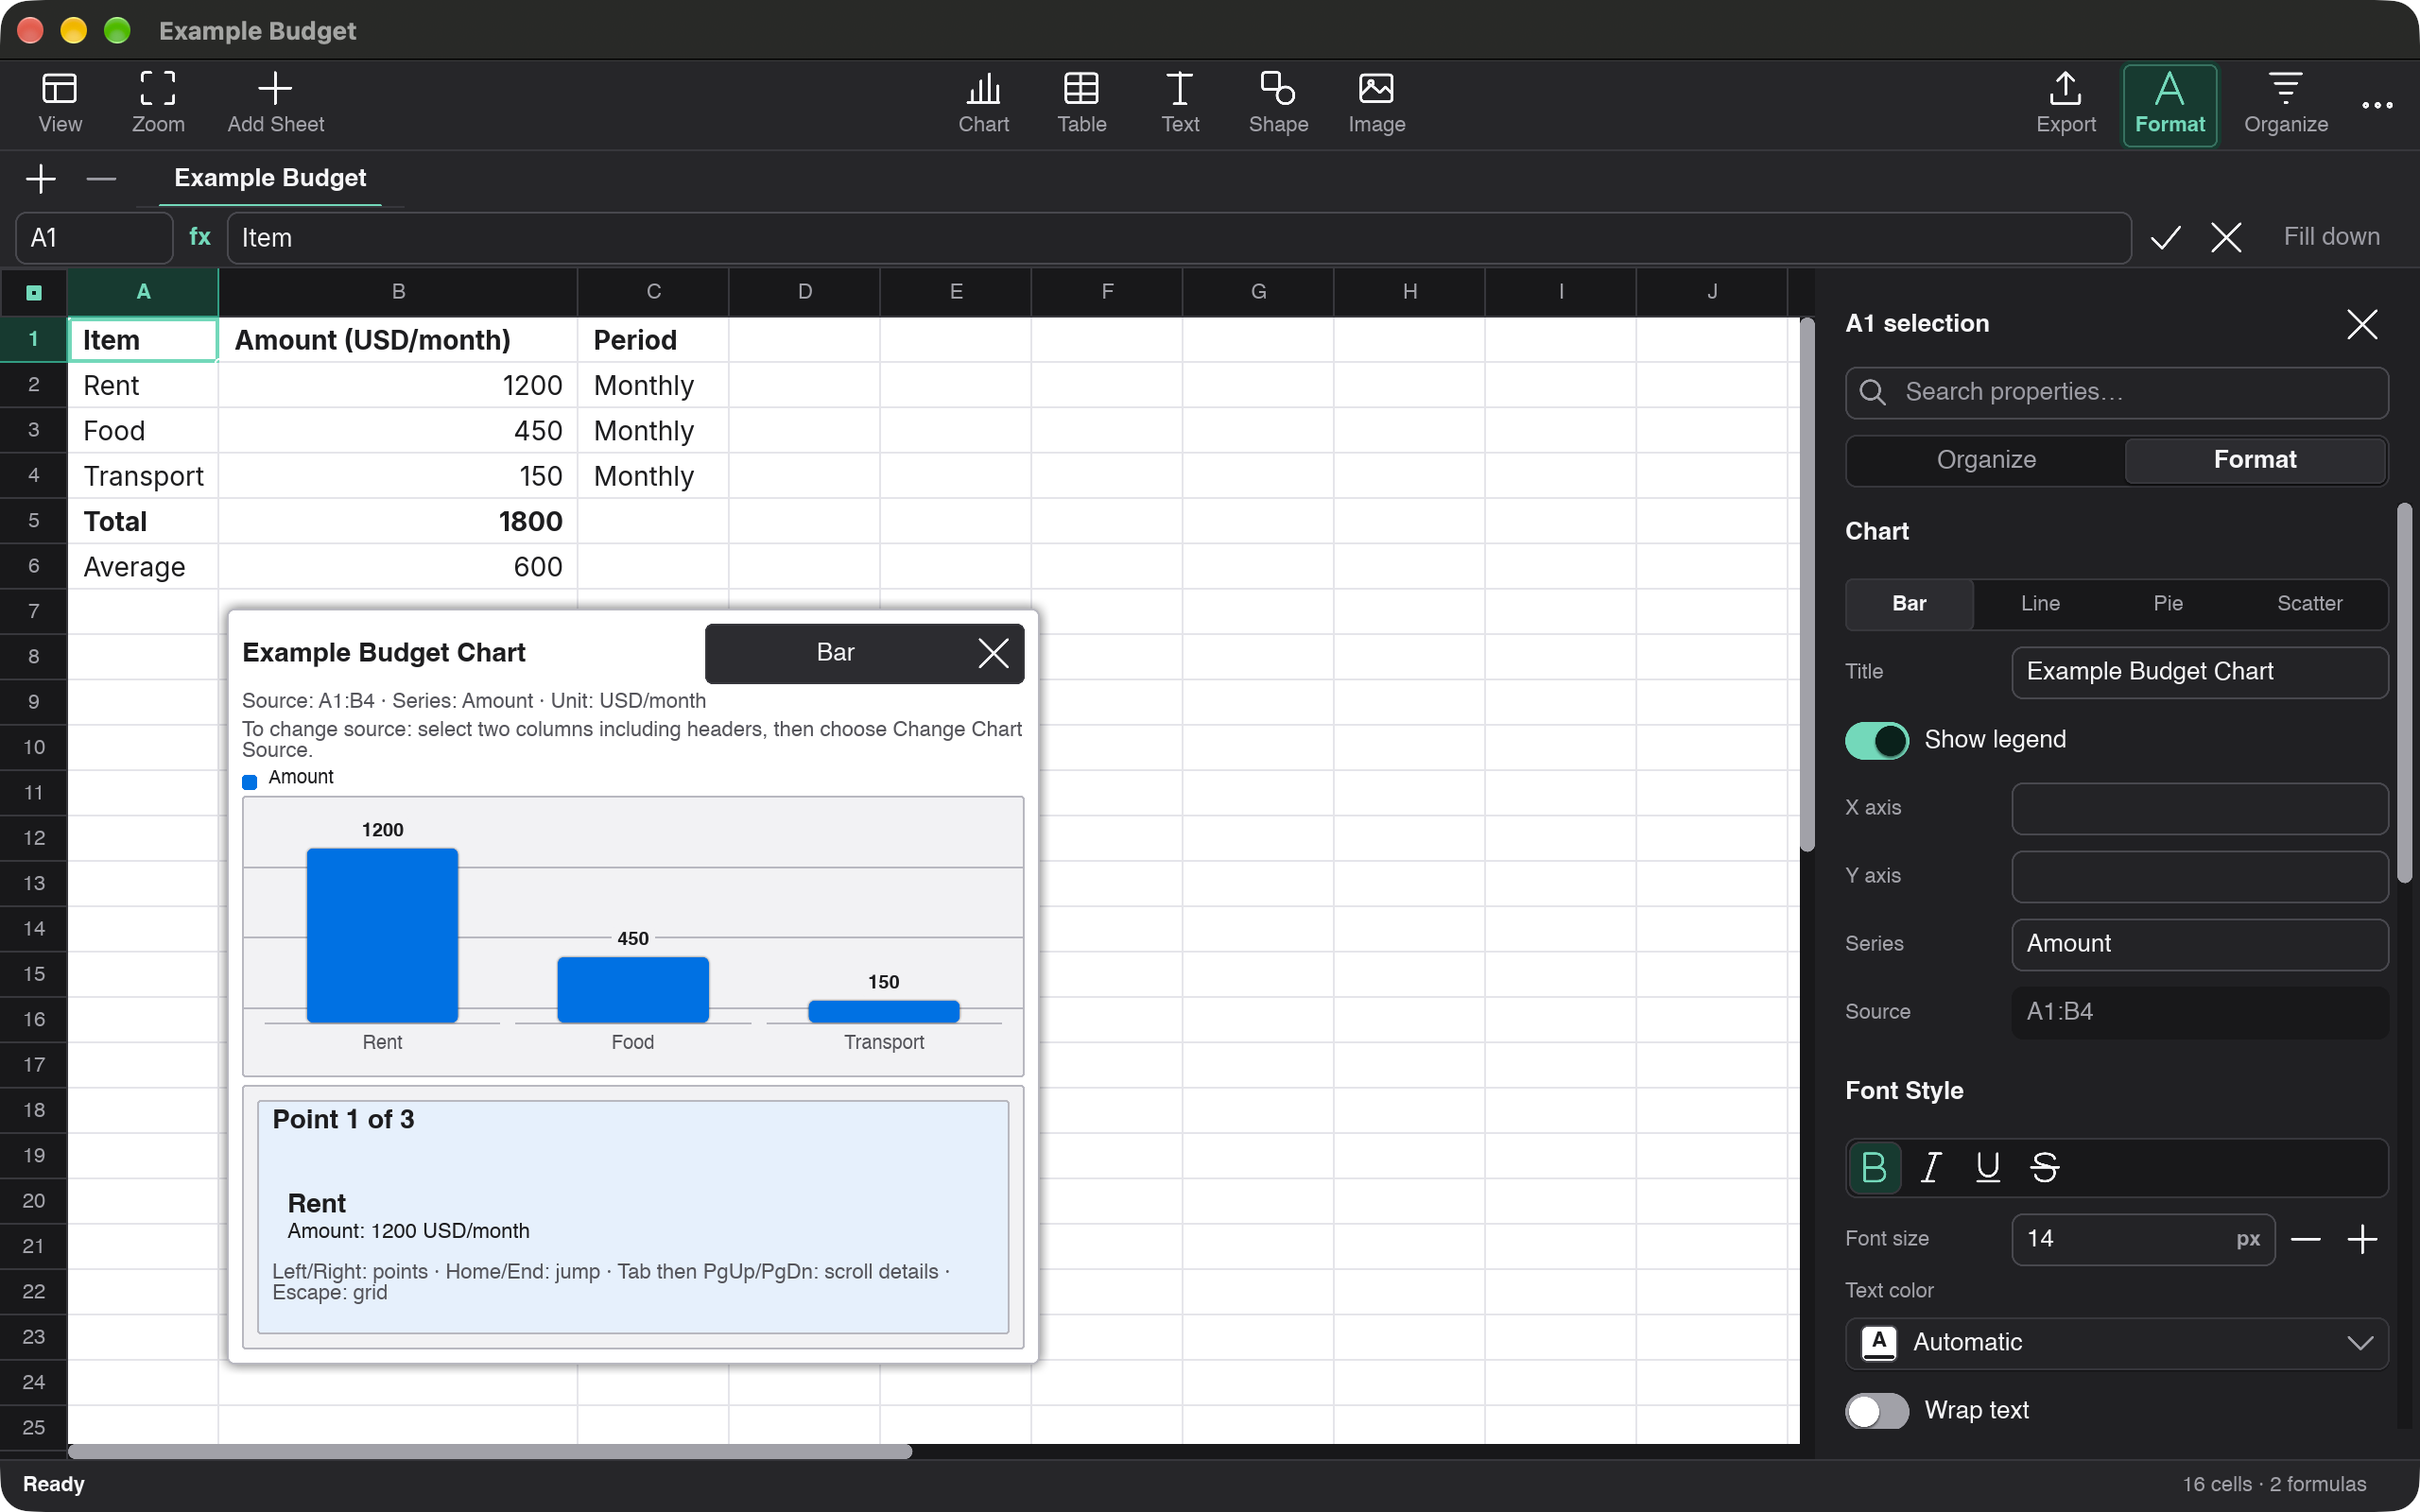 Example Budget
View
Zoom
Add Sheet
Chart
Table
Text
Shape
Image
Export
Format
Organize
Example Budget
A1
fx
Item
Fill down
A B C D E F G H I J
1 Item Amount (USD/month) Period
2 Rent 1200 Monthly
3 Food 450 Monthly
4 Transport 150 Monthly
5 Total 1800
6 Average 600
7
8
9
10
11
12
13
14
15
16
17
18
19
20
21
22
23
24
25
Example Budget Chart
Bar
Source: A1:B4 · Series: Amount · Unit: USD/month
To change source: select two columns including headers, then choose Change Chart
Source.
Amount
1200
450
150
Rent
Food
Transport
Point 1 of 3
Rent
Amount: 1200 USD/month
Left/Right: points · Home/End: jump · Tab then PgUp/PgDn: scroll details ·
Escape: grid
A1 selection
Search properties…
Organize
Format
Chart
Bar
Line
Pie
Scatter
Title
Example Budget Chart
Show legend
X axis
Y axis
Series
Amount
Source
A1:B4
Font Style
B I U S
Font size
14
px
Text color
A
Automatic
Wrap text
Ready
16 cells · 2 formulas